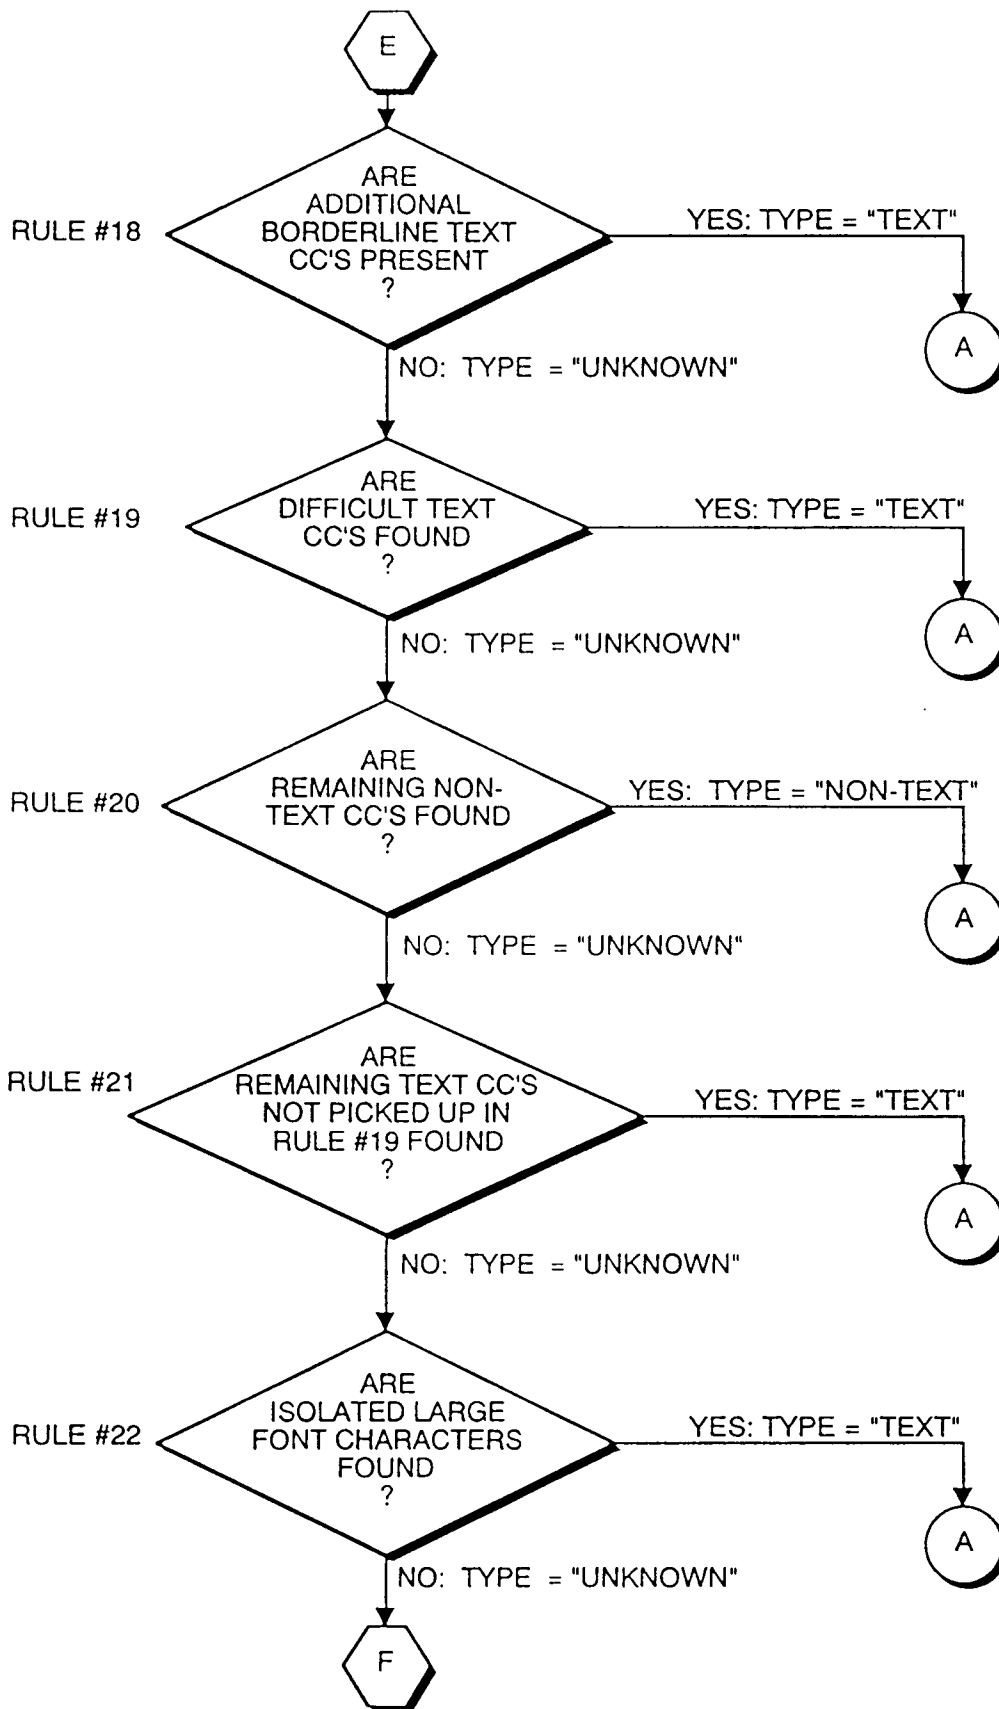 E
ARE
ADDITIONAL
BORDERLINE TEXT
CC'S PRESENT
?
RULE #18
YES: TYPE = "TEXT"
A
NO: TYPE = "UNKNOWN"
ARE
DIFFICULT TEXT
CC'S FOUND
?
RULE #19
YES: TYPE = "TEXT"
A
NO: TYPE = "UNKNOWN"
ARE
REMAINING NON-
TEXT CC'S FOUND
?
RULE #20
YES: TYPE = "NON-TEXT"
A
NO: TYPE = "UNKNOWN"
ARE
REMAINING TEXT CC'S
NOT PICKED UP IN
RULE #19 FOUND
?
RULE #21
YES: TYPE = "TEXT"
A
NO: TYPE = "UNKNOWN"
ARE
ISOLATED LARGE
FONT CHARACTERS
FOUND
?
RULE #22
YES: TYPE = "TEXT"
A
NO: TYPE = "UNKNOWN"
F